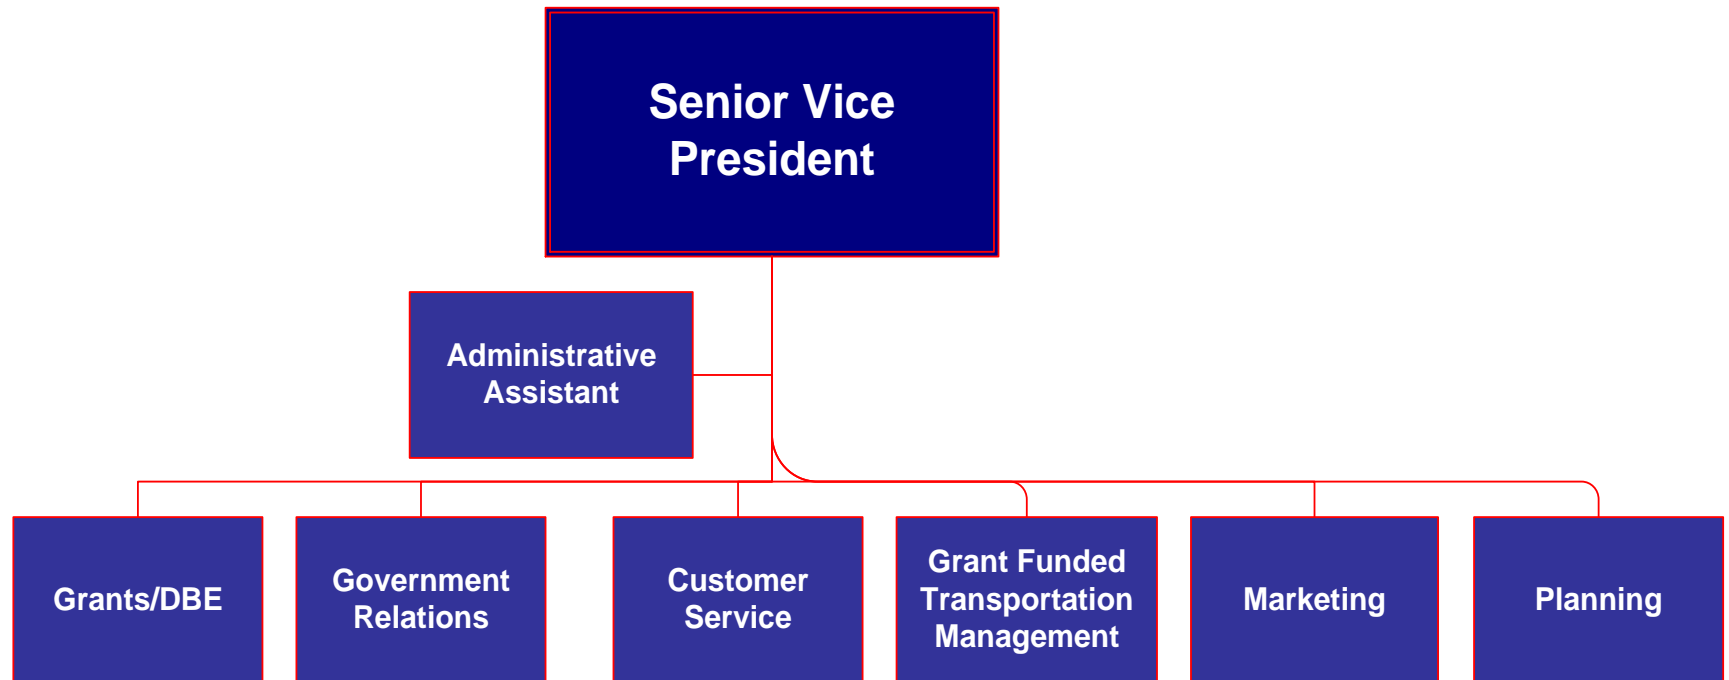 Senior Vice
President
Administrative
Assistant
Grants/DBE
Government
Relations
Customer
Service
Grant Funded
Transportation
Management
Marketing
Planning